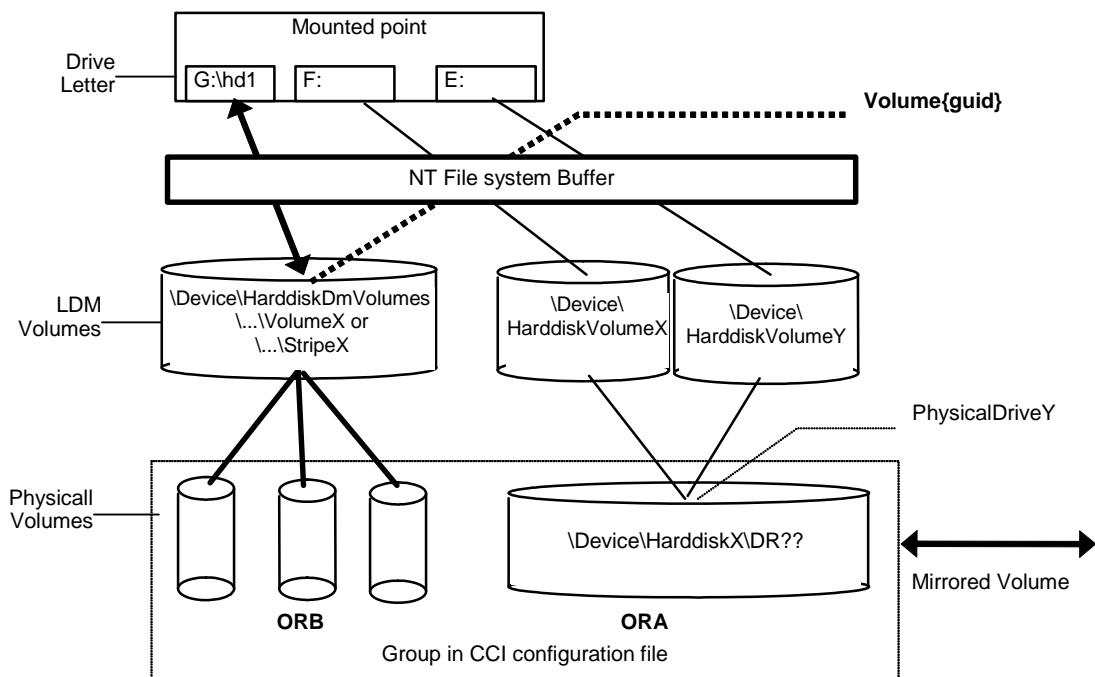 Mounted point
Drive
Letter
G:\hd1
F:
E:
Volume{guid}
NT File system Buffer
LDM
Volumes
\Device\HarddiskDmVolumes
\...\VolumeX or
\...\StripeX
\Device\
HarddiskVolumeX
\Device\
HarddiskVolumeY
PhysicalDriveY
Physicall
Volumes
\Device\HarddiskX\DR??
Mirrored Volume
ORB
ORA
Group in CCI configuration file